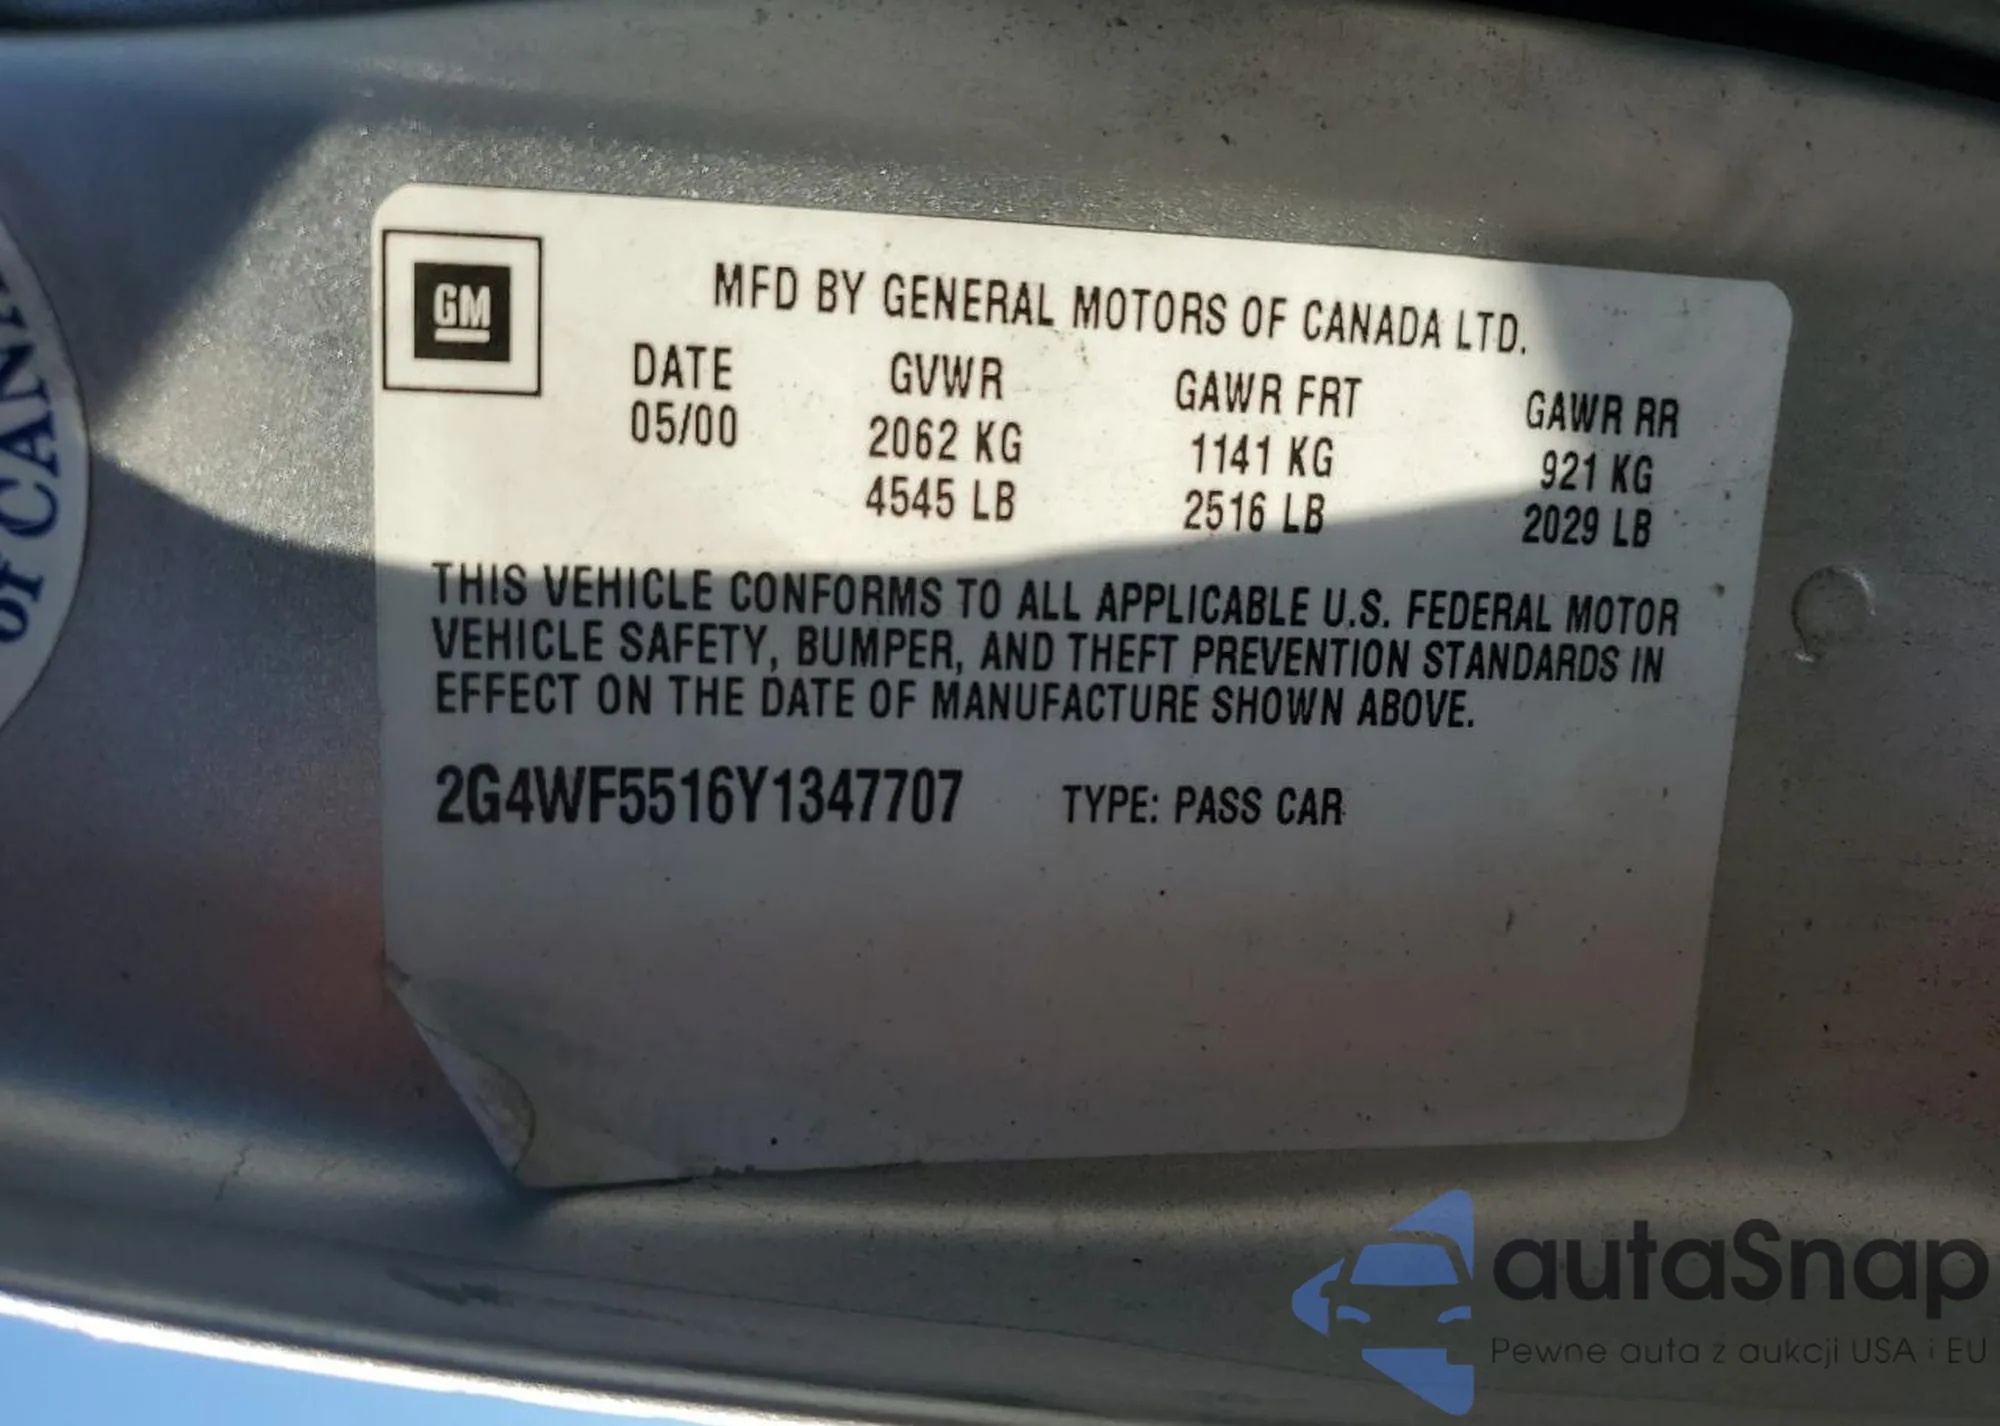 GM
MFD BY GENERAL MOTORS OF CANADA LTD.
DATE GVWR GAWR FRT GAWR RR
05/00 2062 KG 1141 KG 921 KG
4545 LB 2516 LB 2029 LB
THIS VEHICLE CONFORMS TO ALL APPLICABLE U.S. FEDERAL MOTOR
VEHICLE SAFETY, BUMPER, AND THEFT PREVENTION STANDARDS IN
EFFECT ON THE DATE OF MANUFACTURE SHOWN ABOVE.
2G4WF5516Y1347707 TYPE: PASS CAR
of
autaSnap
Pewne auta z aukcji USA i EU